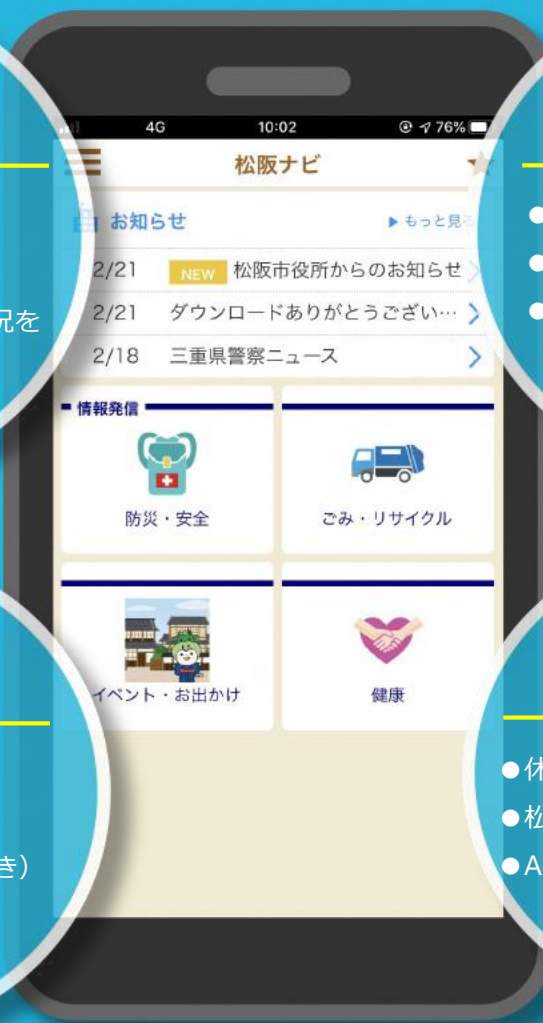 4G 10:02 76%
松阪ナビ
お知らせ ▶もっと見
2/21 NEW 松阪市役所からのお知らせ
2/21 ダウンロードありがとうござい…
2/18 三重県警察ニュース
情報発信
防災・安全
ごみ・リサイクル
イベント・お出かけ
健康
況を
き）
●
●
●
●休
●松
●A